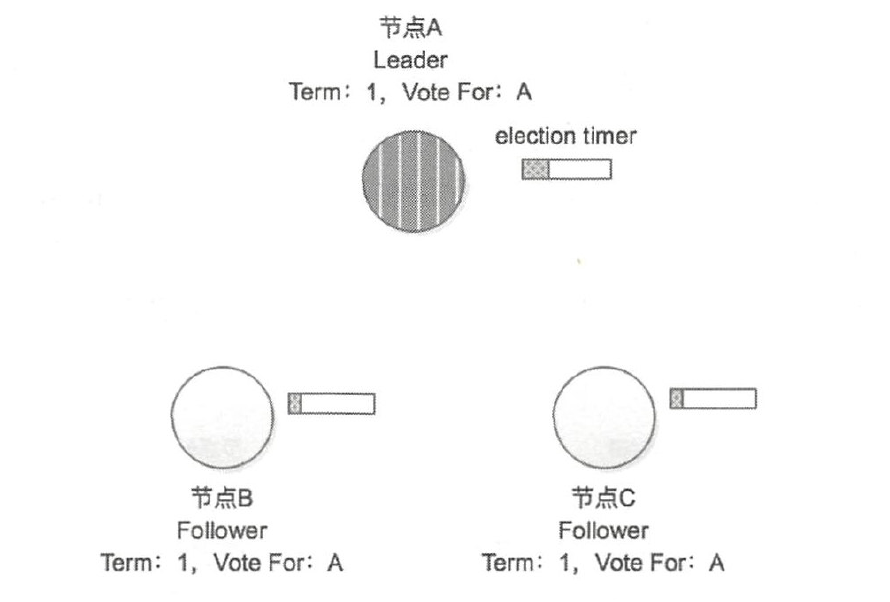 节点A
Leader
Term：1，Vote For：A
election timer
节点B
Follower
Term：1，Vote For：A
节点C
Follower
Term：1，Vote For：A